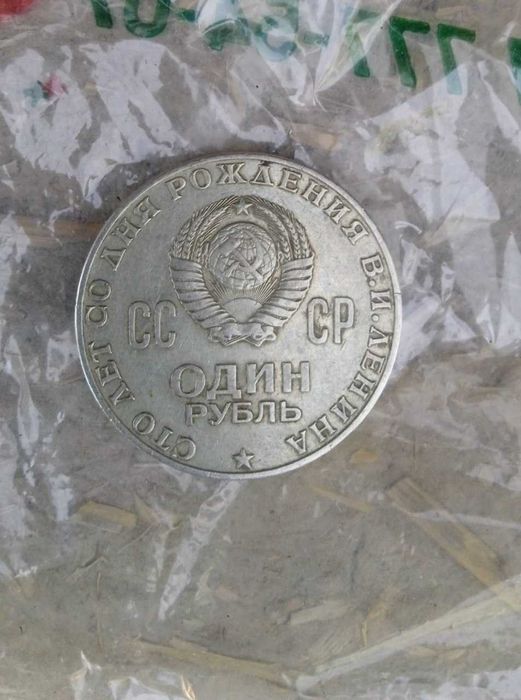 СТО ЛЕТ СО ДНЯ РОЖДЕНИЯ В.И.ЛЕНИНА
СС СР
ОДИН
РУБЛЬ